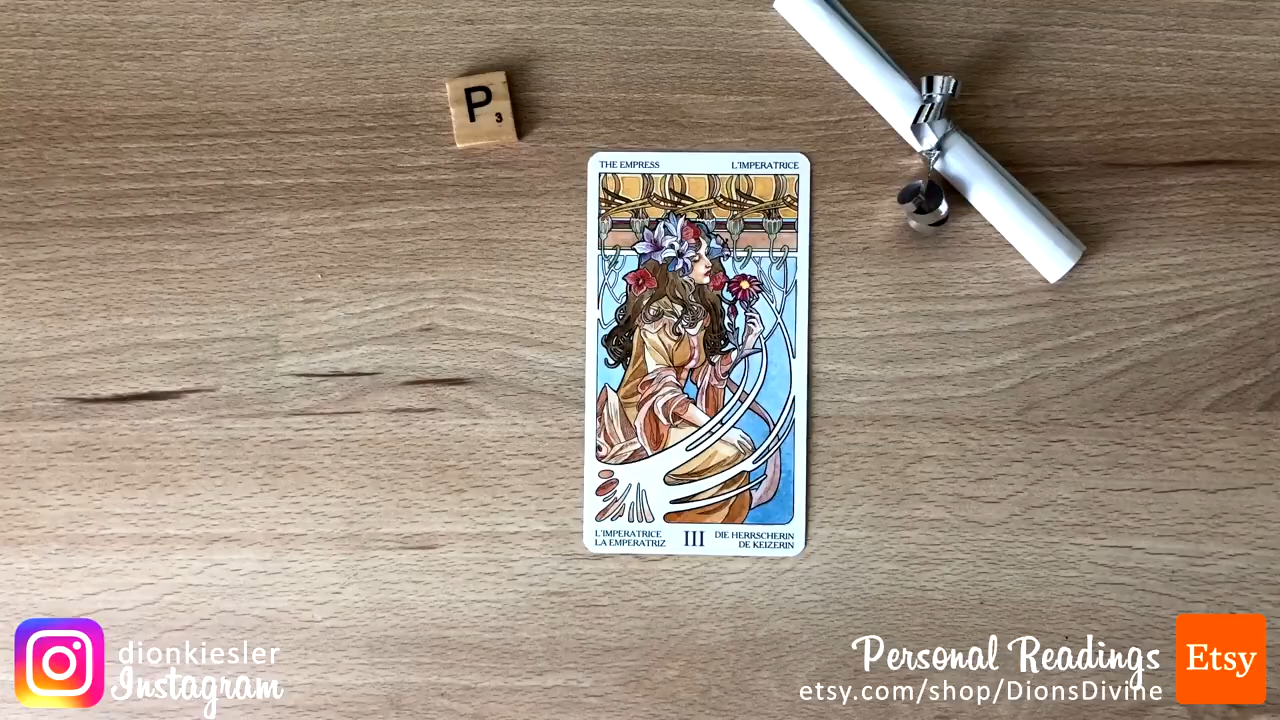 P
3
THE EMPRESS L'IMPERATRICE
L'IMPERATRICE III DIE HERRSCHERIN
LA EMPERATRIZ DE KEIZERIN
dionkiesler
Instagram
Personal Readings
etsy.com/shop/DionsDivine
Etsy